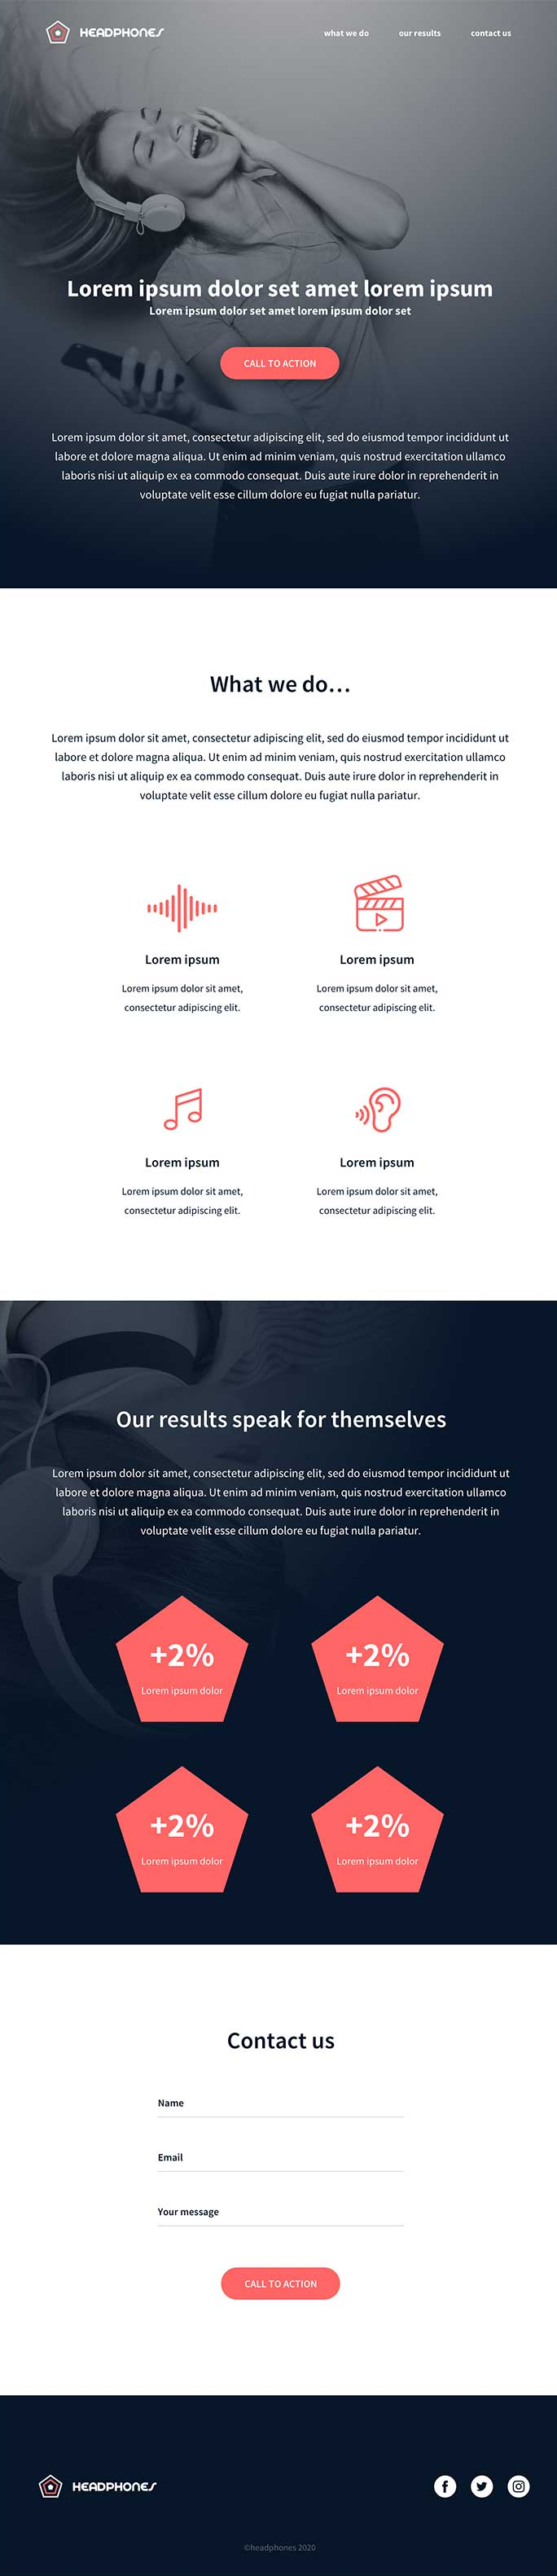 HEADPHONES
what we do
our results
contact us
Lorem ipsum dolor set amet lorem ipsum
Lorem ipsum dolor set amet lorem ipsum dolor set
CALL TO ACTION
Lorem ipsum dolor sit amet, consectetur adipiscing elit, sed do eiusmod tempor incididunt ut
labore et dolore magna aliqua. Ut enim ad minim veniam, quis nostrud exercitation ullamco
laboris nisi ut aliquip ex ea commodo consequat. Duis aute irure dolor in reprehenderit in
voluptate velit esse cillum dolore eu fugiat nulla pariatur.
What we do...
Lorem ipsum dolor sit amet, consectetur adipiscing elit, sed do eiusmod tempor incididunt ut
labore et dolore magna aliqua. Ut enim ad minim veniam, quis nostrud exercitation ullamco
laboris nisi ut aliquip ex ea commodo consequat. Duis aute irure dolor in reprehenderit in
voluptate velit esse cillum dolore eu fugiat nulla pariatur.
Lorem ipsum
Lorem ipsum dolor sit amet,
consectetur adipiscing elit.
Lorem ipsum
Lorem ipsum dolor sit amet,
consectetur adipiscing elit.
Lorem ipsum
Lorem ipsum dolor sit amet,
consectetur adipiscing elit.
Lorem ipsum
Lorem ipsum dolor sit amet,
consectetur adipiscing elit.
Our results speak for themselves
Lorem ipsum dolor sit amet, consectetur adipiscing elit, sed do eiusmod tempor incididunt ut
labore et dolore magna aliqua. Ut enim ad minim veniam, quis nostrud exercitation ullamco
laboris nisi ut aliquip ex ea commodo consequat. Duis aute irure dolor in reprehenderit in
voluptate velit esse cillum dolore eu fugiat nulla pariatur.
+2%
Lorem ipsum dolor
+2%
Lorem ipsum dolor
+2%
Lorem ipsum dolor
+2%
Lorem ipsum dolor
Contact us
Name
Email
Your message
CALL TO ACTION
HEADPHONES
©headphones 2020